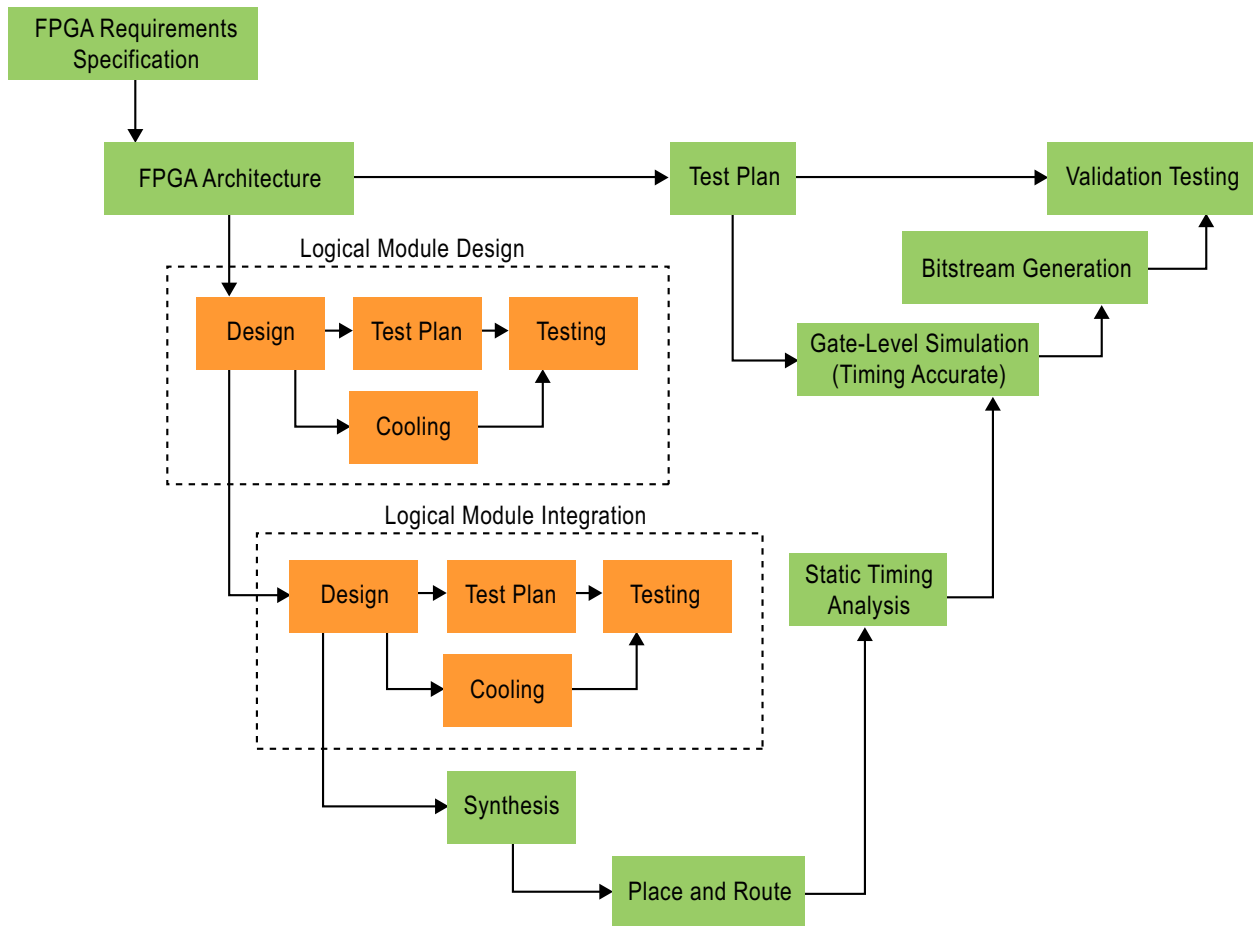 FPGA Requirements
Specification
FPGA Architecture
Test Plan
Validation Testing
Logical Module Design
Bitstream Generation
Design
Test Plan
Testing
Gate-Level Simulation
(Timing Accurate)
Cooling
Logical Module Integration
Design
Test Plan
Testing
Static Timing
Analysis
Cooling
Synthesis
Place and Route